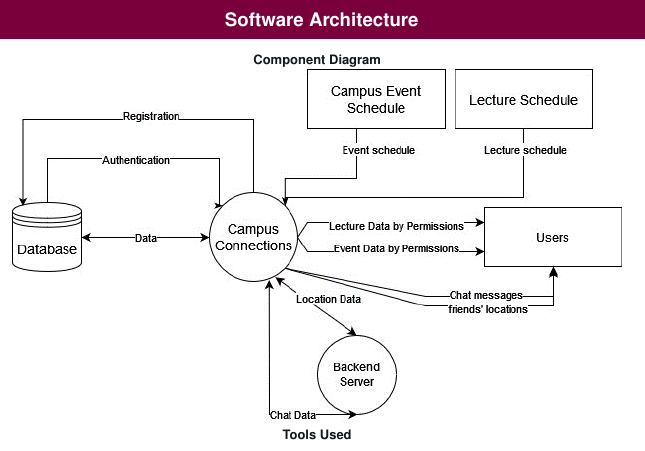 Software Architecture
Component Diagram
Campus Event
Schedule
Lecture Schedule
Registration
Event schedule
Lecture schedule
Authentication
Database
Data
Campus
Connections
Lecture Data by Permissions
Event Data by Permissions
Users
Location Data
Chat messages
friends' locations
Backend
Server
Chat Data
Tools Used